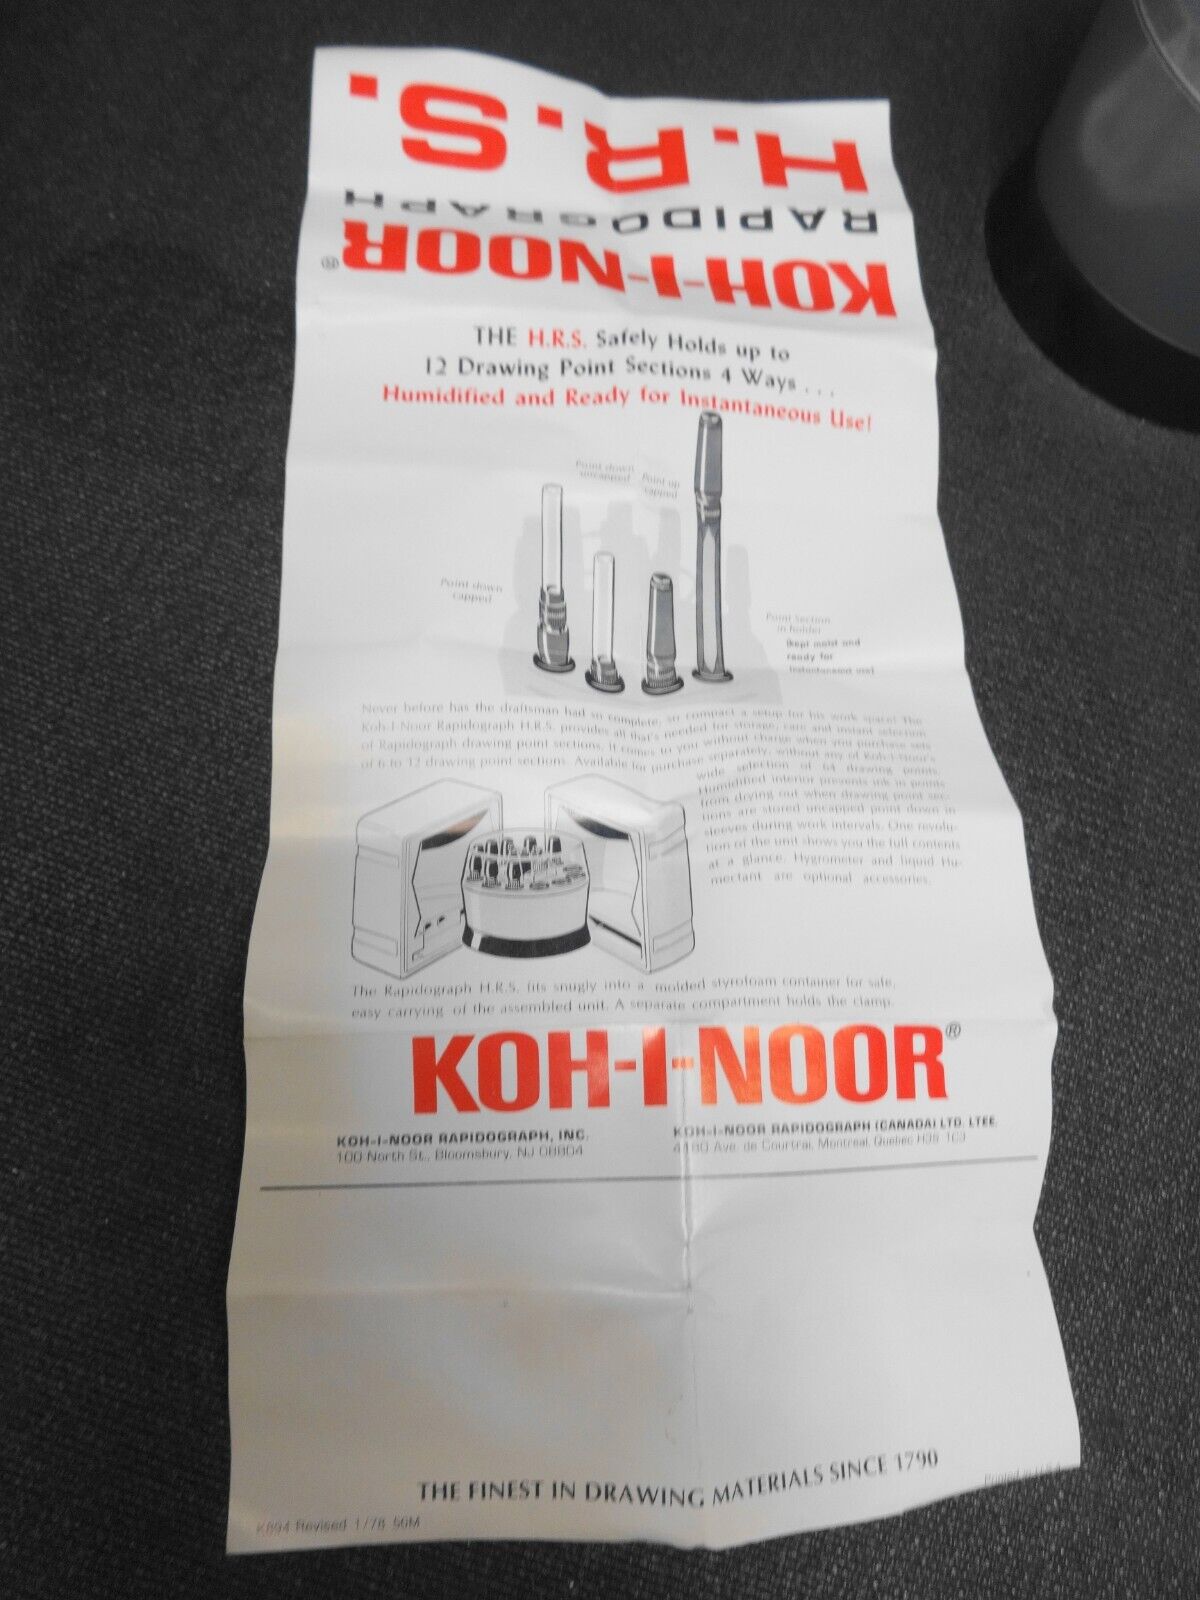 KOH-I-NOOR®
RAPIDOGRAPH
H.R.S.
THE H.R.S. Safely Holds up to
12 Drawing Point Sections 4 Ways . . .
Humidified and Ready for Instantaneous Use!
Point down
uncapped
Point up
capped
Point down
capped
Point Section
in holder
(kept moist and
ready for
instantaneous use)
Never before has the draftsman had so complete, so compact a setup for his work space! The
Koh-I-Noor Rapidograph H.R.S. provides all that's needed for storage, care and instant selection
of Rapidograph drawing point sections, it comes to you without charge when you purchase sets
of 6 to 12 drawing point sections. Available for purchase separately, without any of Koh-I-Noor's
wide selection of 64 drawing points.
Humidified interior prevents ink in points
from drying out when drawing point sec-
tions are stored uncapped point down in
sleeves during work intervals. One revolu-
tion of the unit shows you the full contents
at a glance. Hygrometer and liquid Hu-
mectant are optional accessories.
The Rapidograph H.R.S. fits snugly into a molded styrofoam container for safe,
easy carrying of the assembled unit. A separate compartment holds the clamp.
KOH-I-NOOR®
KOH-I-NOOR RAPIDOGRAPH, INC.
100 North St., Bloomsbury, NJ 08804
KOH-I-NOOR RAPIDOGRAPH (CANADA) LTD. LTEE.
4180 Ave. de Courtrai, Montreal, Quebec H3S 1C3
THE FINEST IN DRAWING MATERIALS SINCE 1790
Printed in U.S.A.
K894 Revised 1/78 50M